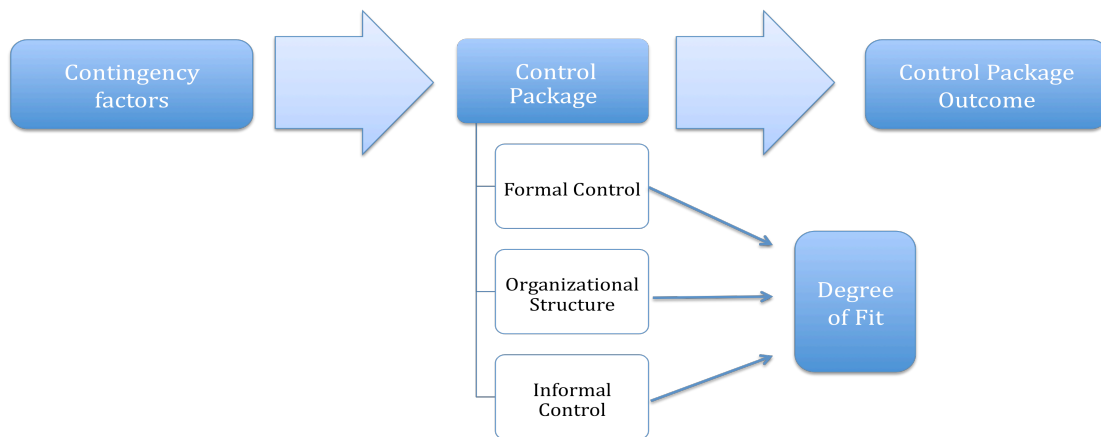 Contingency
factors
Control
Package
Control Package
Outcome
Formal Control
Organizational
Structure
Informal
Control
Degree
of Fit